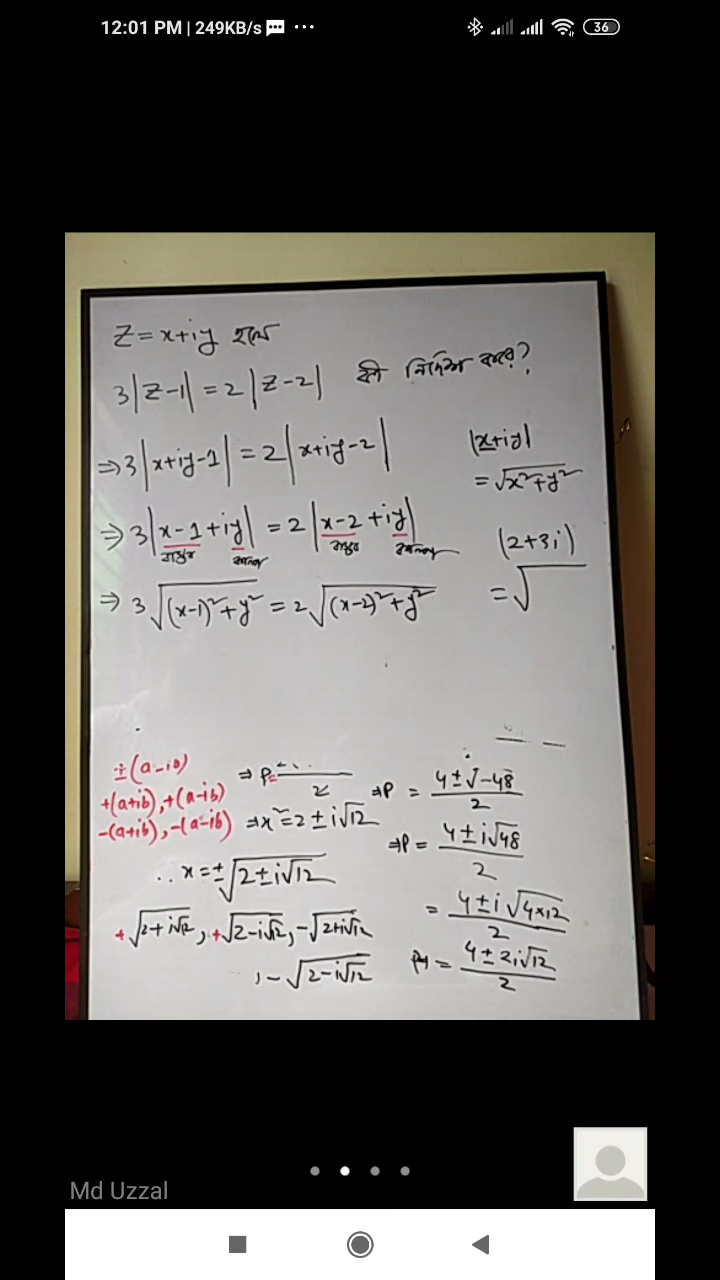 12:01 PM | 249KB/s ...
36
z = x+iy হলে
3|z-1| = 2|z-2| কী নির্দেশ করে?
⇒ 3|x+iy-1| = 2|x+iy-2|
|x+iy|
= √x²+y²
⇒ 3|x-1+iy| = 2|x-2+iy|
বাস্তব
বাস্তব
(2+3i)
= √
⇒ 3√(x-1)²+y² = 2√(x-2)²+y²
±(a-ib)
+(a+ib), +(a-ib)
-(a+ib), -(a-ib)
⇒ P=
2
⇒ x² = 2 ± i√12
∴ x = ±√2±i√12
+√2+i√12, +√2-i√12, -√2+i√12
, -√2-i√12
⇒ P = 4±√-48 / 2
⇒ P = 4±i√48 / 2
= 4±i√4×12 / 2
= 4±2i√12 / 2
Md Uzzal